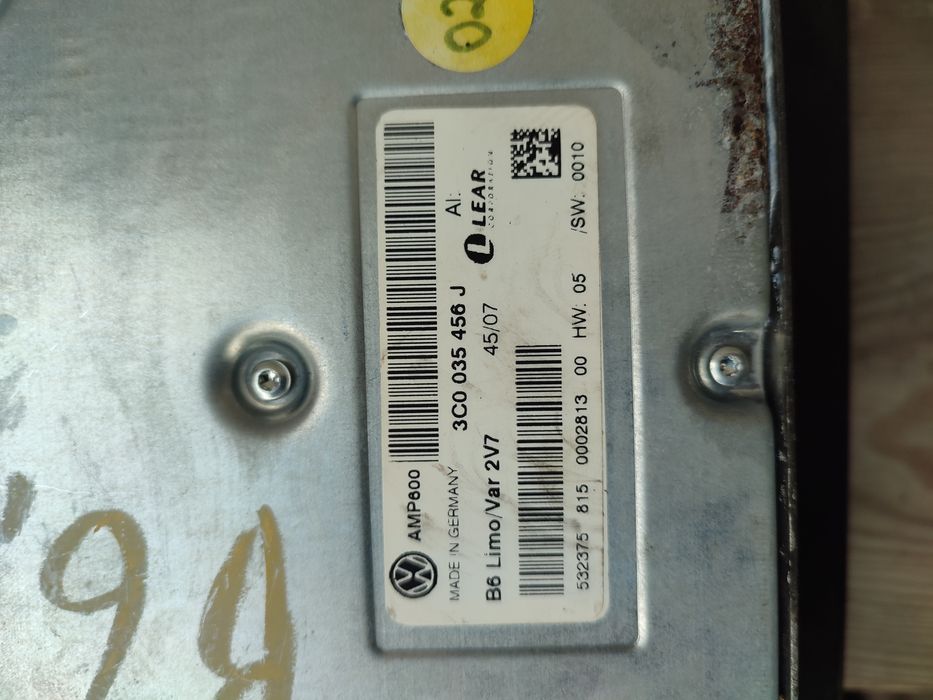 02
AMP600
MADE IN GERMANY
3C0 035 456 J
AI:
B6 Limo/Var 2V7
45/07
LEAR
CORPORATION
532375 815 0002813 00 HW: 05 /SW: 0010
B6